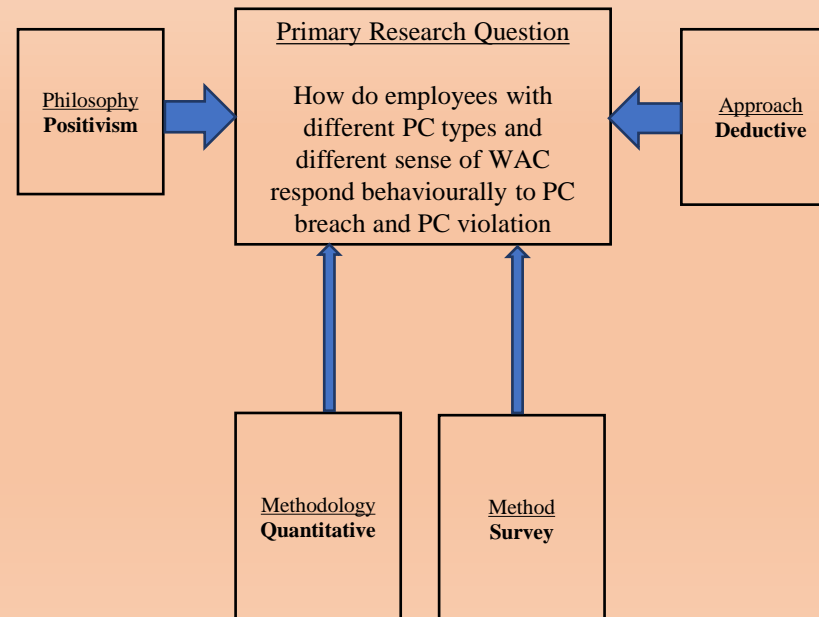 Primary Research Question
How do employees with
different PC types and
different sense of WAC
respond behaviourally to PC
breach and PC violation
Philosophy
Positivism
Approach
Deductive
Methodology
Quantitative
Method
Survey